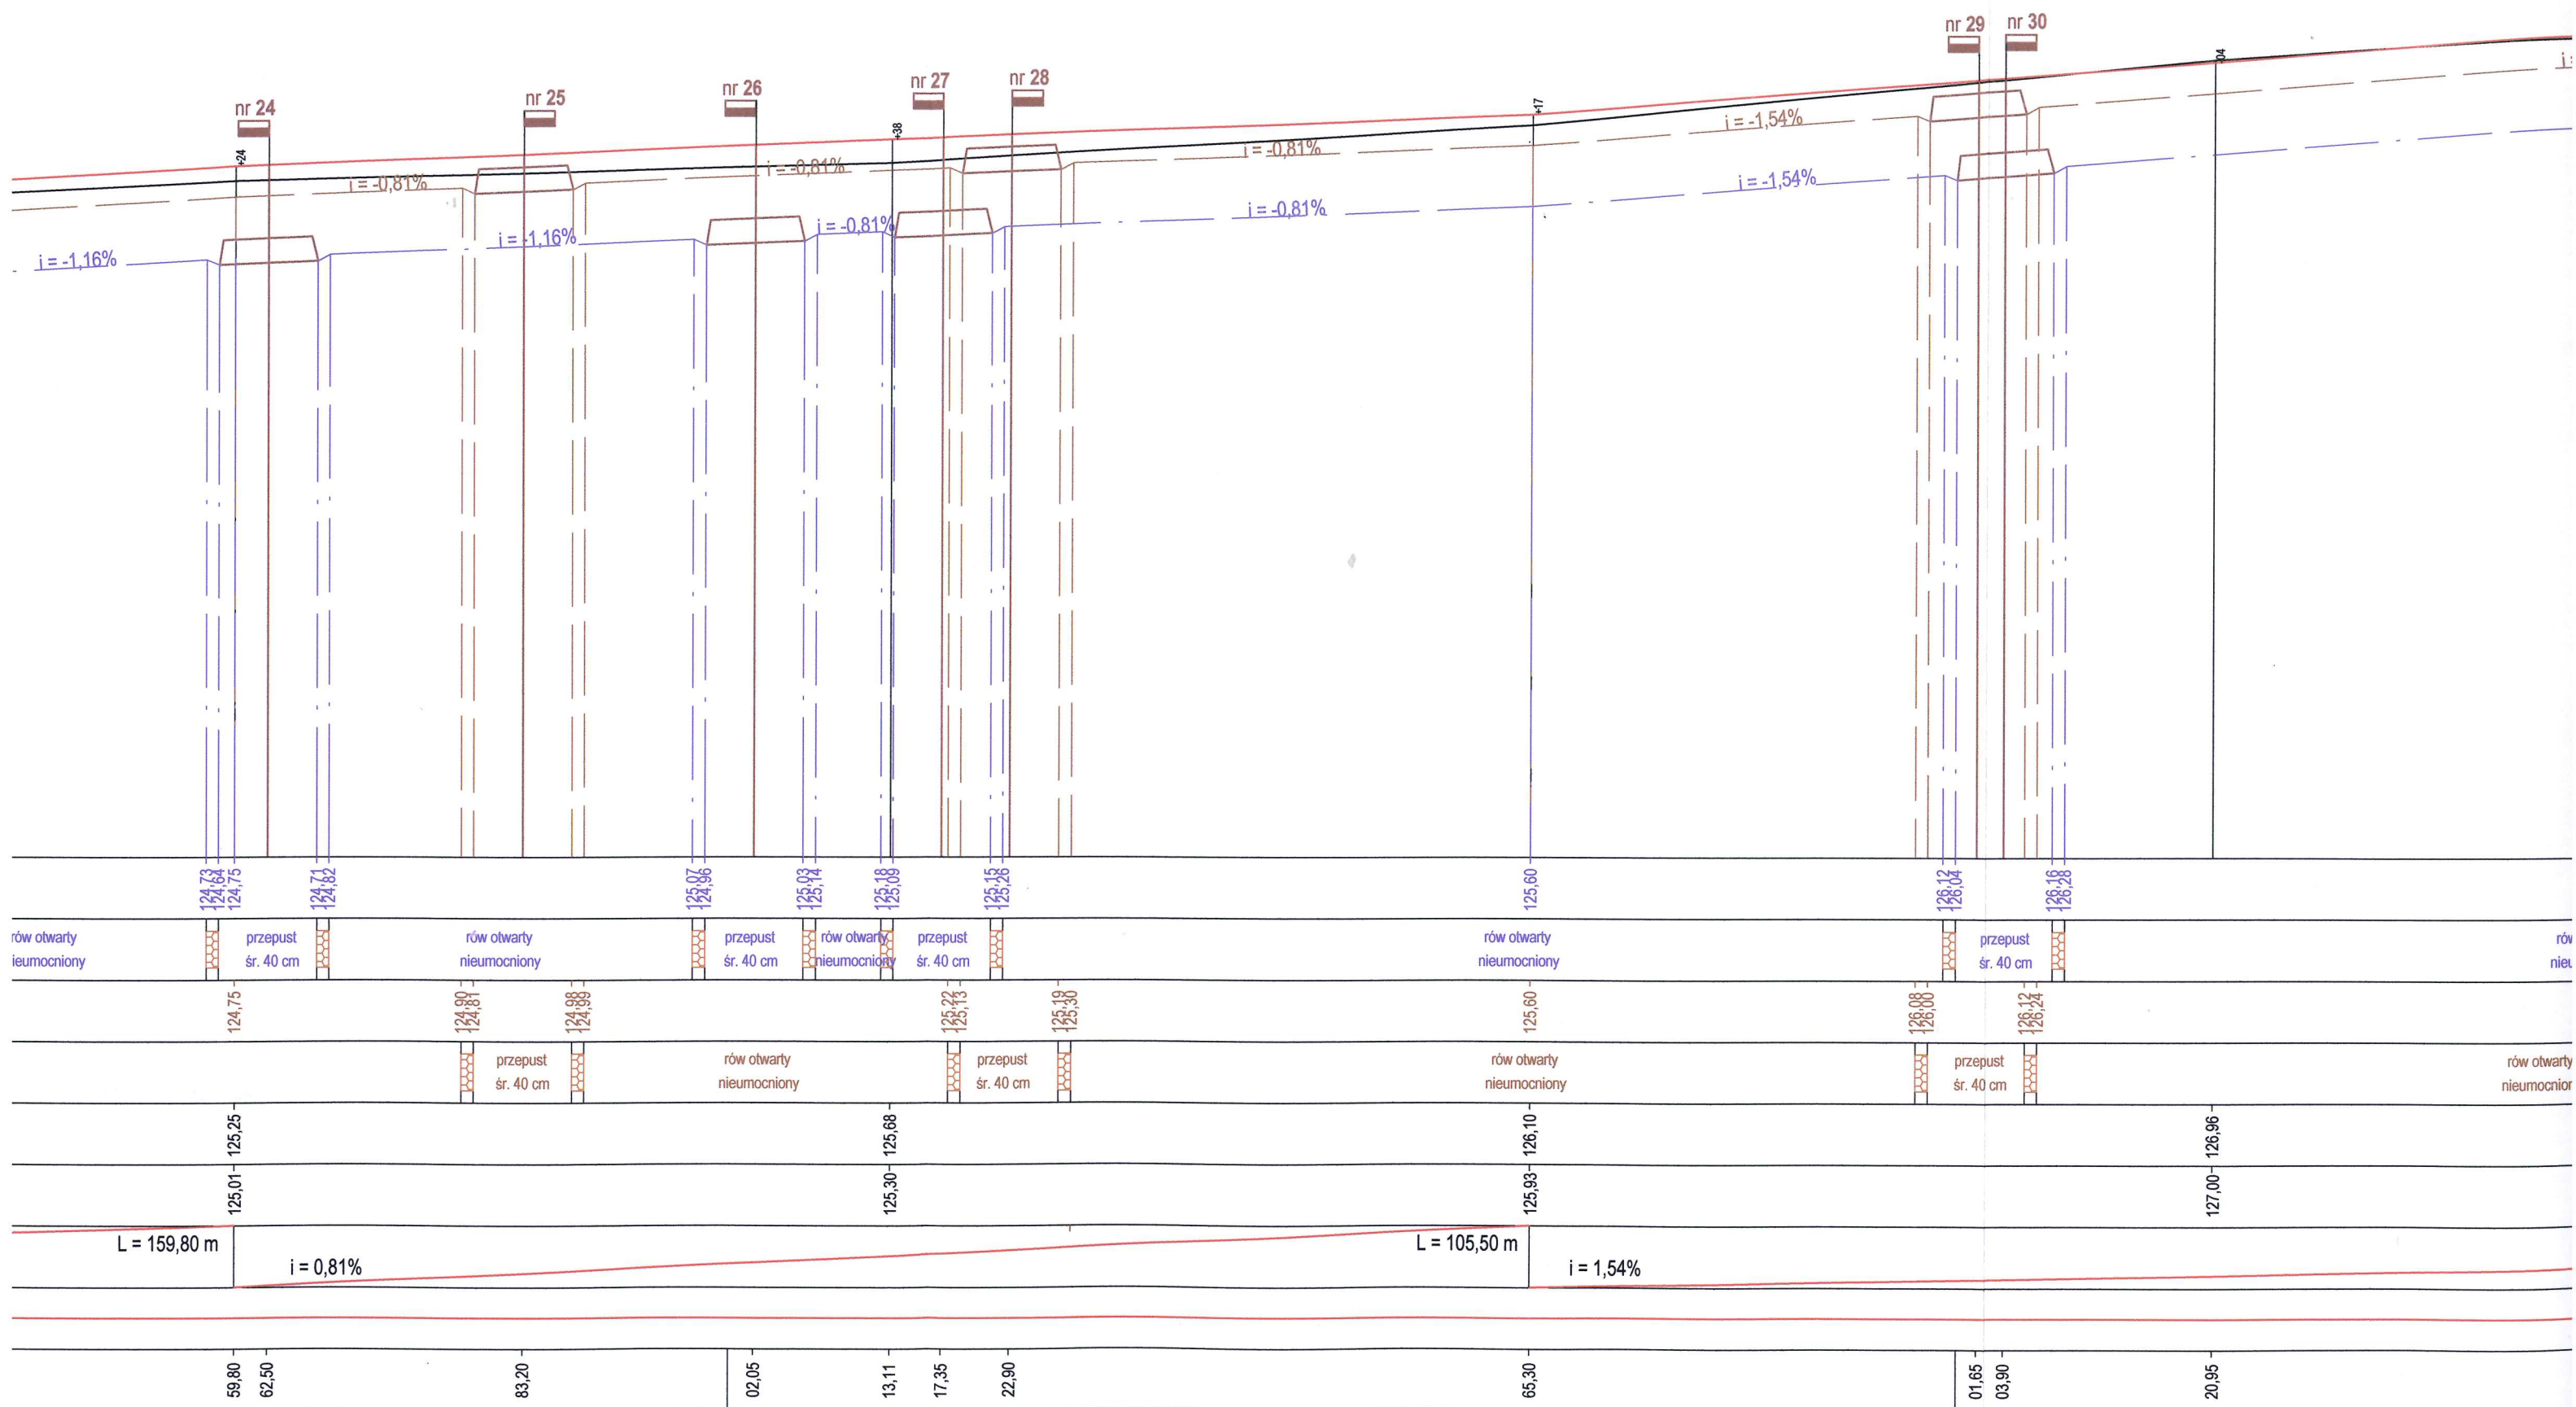 nr 29 nr 30
nr 24 nr 25 nr 26 nr 27 nr 28
+24 +38 +17 04
i = -0,81% i = -0,81% i = -0,81% i = -1,54%
i = -1,16% i = -1,16% i = -0,81% i = -0,81% i = -1,54%
124,73 124,64 124,75 124,71 124,82 125,07 124,96 125,03 125,14 125,18 125,09 125,15 125,26 125,60 126,12 126,04 126,16 126,28
rów otwarty przepust rów otwarty przepust rów otwarty przepust rów otwarty przepust rów
ieumocniony śr. 40 cm nieumocniony śr. 40 cm nieumocniony śr. 40 cm nieumocniony śr. 40 cm nieu
124,75 124,90 124,81 124,98 124,99 125,22 125,13 125,19 125,30 125,60 126,08 126,00 126,12 126,24
przepust rów otwarty przepust rów otwarty przepust rów otwarty
śr. 40 cm nieumocniony śr. 40 cm nieumocniony śr. 40 cm nieumocnion
125,25 125,68 126,10 126,96
125,01 125,30 125,93 127,00
L = 159,80 m L = 105,50 m
i = 0,81% i = 1,54%
59,80 62,50 83,20 02,05 13,11 17,35 22,90 65,30 01,65 03,90 20,95